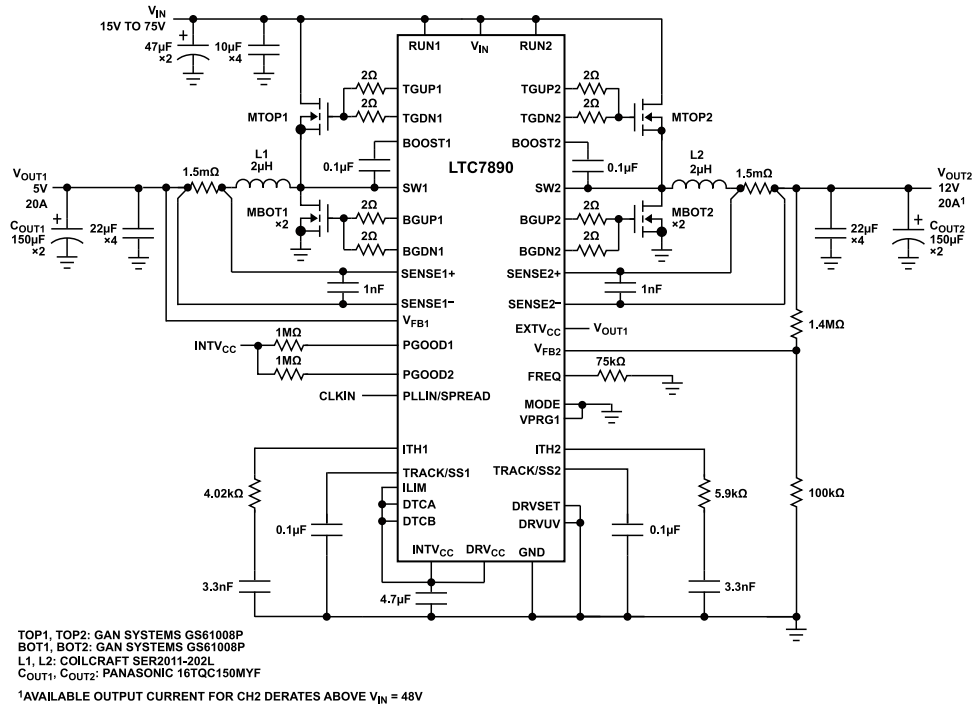 VIN
15V TO 75V
47µF
×2
10µF
×4
RUN1
VIN
RUN2
LTC7890
2Ω
TGUP1
2Ω
TGDN1
MTOP1
BOOST1
0.1µF
L1
2µH
1.5mΩ
SW1
VOUT1
5V
20A
COUT1
150µF
×2
22µF
×4
MBOT1
×2
BGUP1
2Ω
BGDN1
2Ω
SENSE1+
1nF
SENSE1–
VFB1
INTVCC
1MΩ
PGOOD1
1MΩ
PGOOD2
CLKIN
PLLIN/SPREAD
ITH1
4.02kΩ
3.3nF
TRACK/SS1
0.1µF
ILIM
DTCA
DTCB
INTVCC
DRVCC
GND
4.7µF
TGUP2
2Ω
TGDN2
2Ω
MTOP2
BOOST2
0.1µF
L2
2µH
1.5mΩ
SW2
VOUT2
12V
20A1
COUT2
150µF
×2
22µF
×4
MBOT2
×2
BGUP2
2Ω
BGDN2
2Ω
SENSE2+
1nF
SENSE2–
EXTVCC
VOUT1
VFB2
1.4MΩ
FREQ
75kΩ
MODE
VPRG1
ITH2
TRACK/SS2
5.9kΩ
100kΩ
DRVSET
DRVUV
0.1µF
3.3nF
TOP1, TOP2: GAN SYSTEMS GS61008P
BOT1, BOT2: GAN SYSTEMS GS61008P
L1, L2: COILCRAFT SER2011-202L
COUT1, COUT2: PANASONIC 16TQC150MYF
1AVAILABLE OUTPUT CURRENT FOR CH2 DERATES ABOVE VIN = 48V